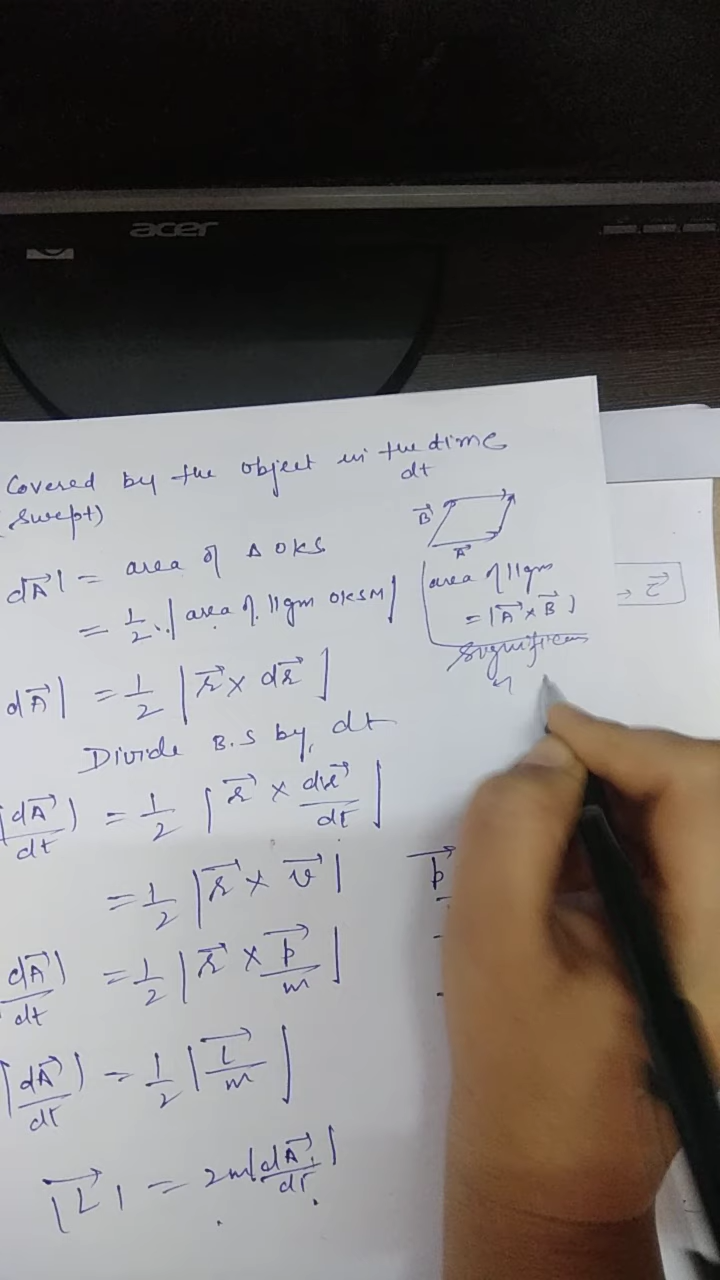 acer
Covered by the object in the time
dt
(swept)
B⃗
A⃗
|dA⃗| = area of Δ OKS
= 1/2 · | area of ||gm OKSM |
area of ||gm
= |A⃗ × B⃗|
τ⃗
|dA⃗| = 1/2 |r⃗ × dr⃗|
Divide B.S by, dt
|dA⃗/dt| = 1/2 |r⃗ × dr⃗/dt|
= 1/2 |r⃗ × v⃗|
p⃗
|dA⃗/dt| = 1/2 |r⃗ × p⃗/m|
|dA⃗/dt| = 1/2 |L⃗/m|
|L⃗| = 2m|dA⃗/dt|